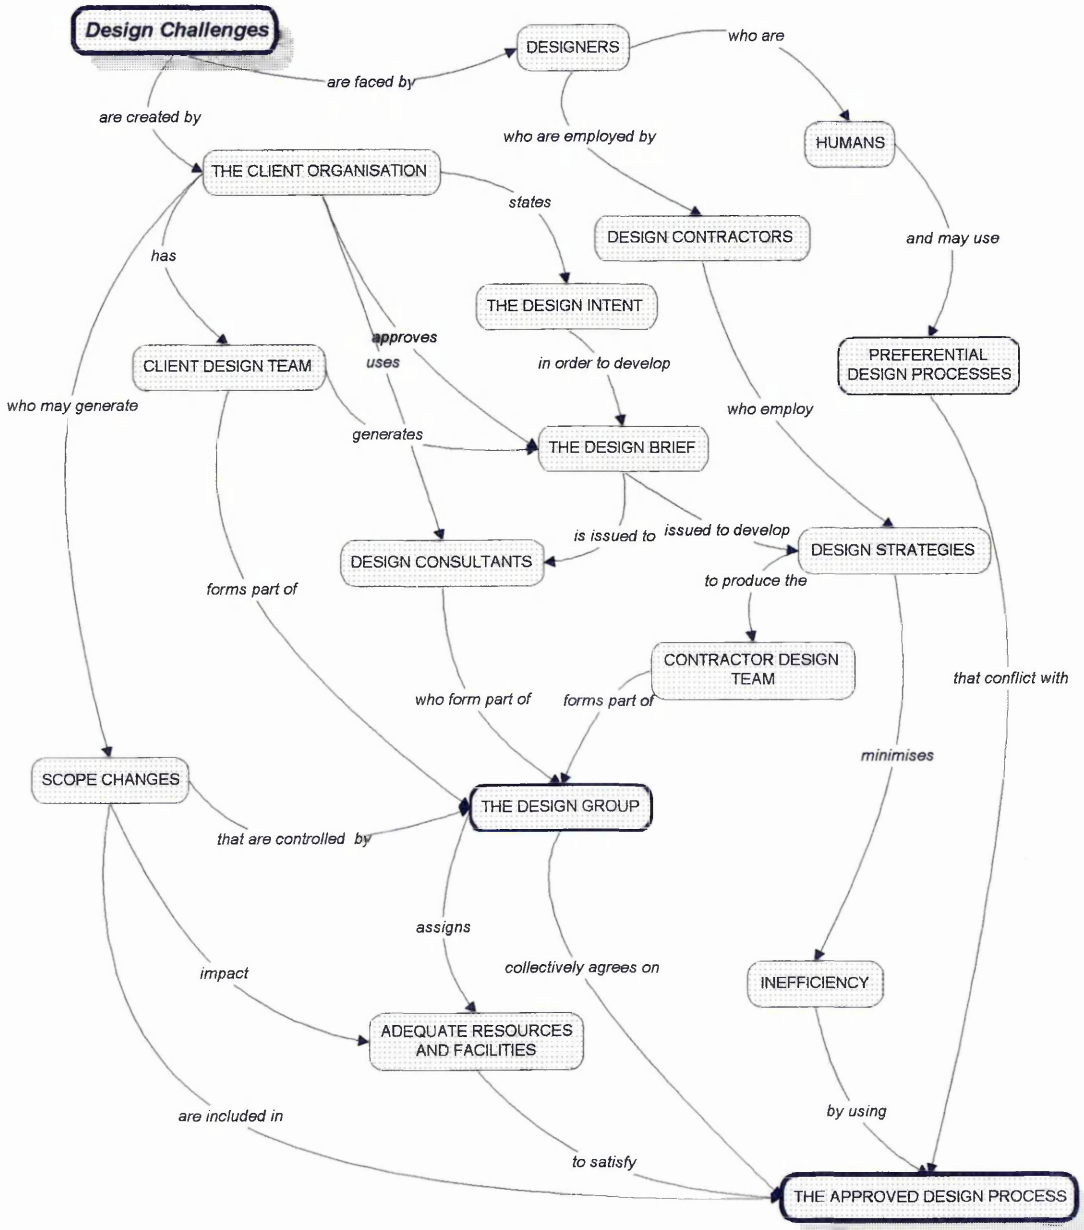 Design Challenges
DESIGNERS
who are
are faced by
are created by
who are employed by
HUMANS
THE CLIENT ORGANISATION
states
has
DESIGN CONTRACTORS
and may use
THE DESIGN INTENT
approves
uses
CLIENT DESIGN TEAM
in order to develop
PREFERENTIAL
DESIGN PROCESSES
who may generate
who employ
generates
THE DESIGN BRIEF
is issued to
issued to develop
DESIGN CONSULTANTS
DESIGN STRATEGIES
to produce the
forms part of
CONTRACTOR DESIGN
TEAM
who form part of
forms part of
that conflict with
minimises
SCOPE CHANGES
THE DESIGN GROUP
that are controlled by
assigns
impact
collectively agrees on
INEFFICIENCY
ADEQUATE RESOURCES
AND FACILITIES
are included in
by using
to satisfy
THE APPROVED DESIGN PROCESS